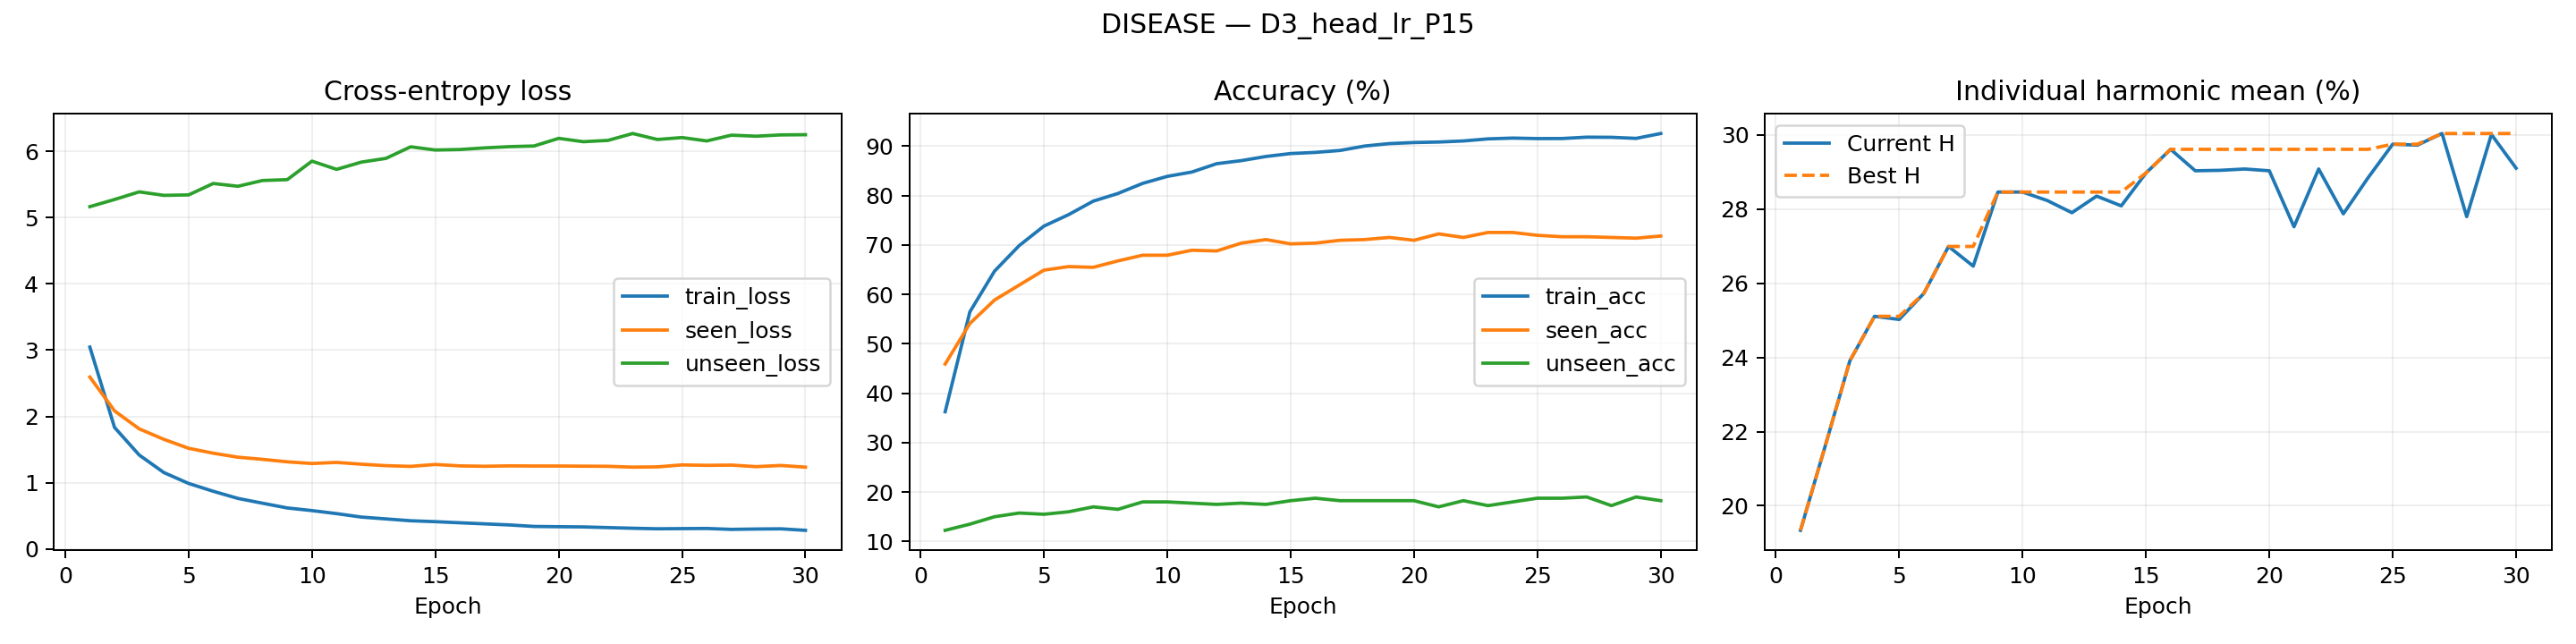 DISEASE — D3_head_lr_P15
Cross-entropy loss
6
5
4
3
2
1
0
train_loss
seen_loss
unseen_loss
0 5 10 15 20 25 30
Epoch
Accuracy (%)
90
80
70
60
50
40
30
20
10
train_acc
seen_acc
unseen_acc
0 5 10 15 20 25 30
Epoch
Individual harmonic mean (%)
30
28
26
24
22
20
Current H
Best H
0 5 10 15 20 25 30
Epoch